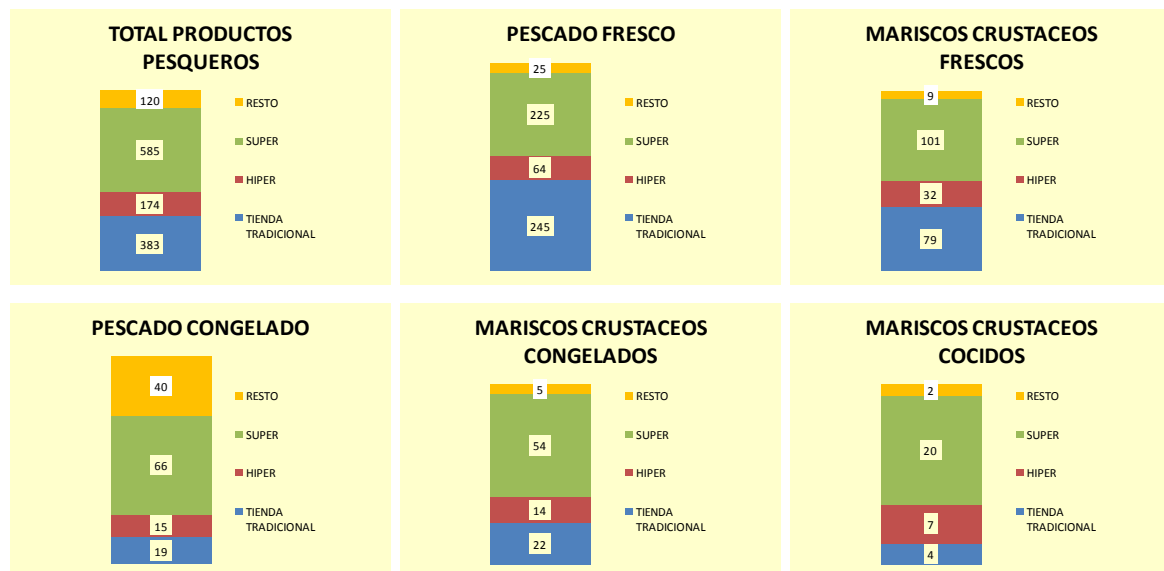 TOTAL PRODUCTOS
PESQUEROS
120
585
174
383
RESTO
SUPER
HIPER
TIENDA
TRADICIONAL
PESCADO FRESCO
25
225
64
245
RESTO
SUPER
HIPER
TIENDA
TRADICIONAL
MARISCOS CRUSTACEOS
FRESCOS
9
101
32
79
RESTO
SUPER
HIPER
TIENDA
TRADICIONAL
PESCADO CONGELADO
40
66
15
19
RESTO
SUPER
HIPER
TIENDA
TRADICIONAL
MARISCOS CRUSTACEOS
CONGELADOS
5
54
14
22
RESTO
SUPER
HIPER
TIENDA
TRADICIONAL
MARISCOS CRUSTACEOS
COCIDOS
2
20
7
4
RESTO
SUPER
HIPER
TIENDA
TRADICIONAL